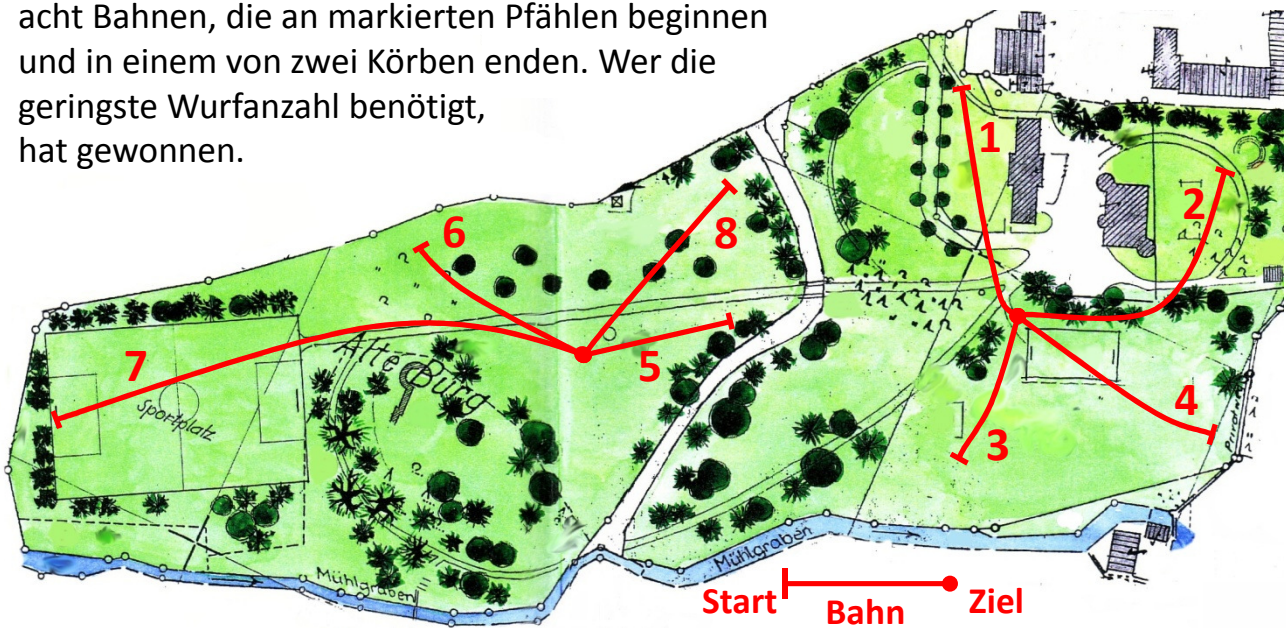 acht Bahnen, die an markierten Pfählen beginnen
und in einem von zwei Körben enden. Wer die
geringste Wurfanzahl benötigt,
hat gewonnen.
1
2
6
8
7
5
4
3
Alte Burg
Sportplatz
Mühlgraben
Mühlgraben
Start Bahn Ziel